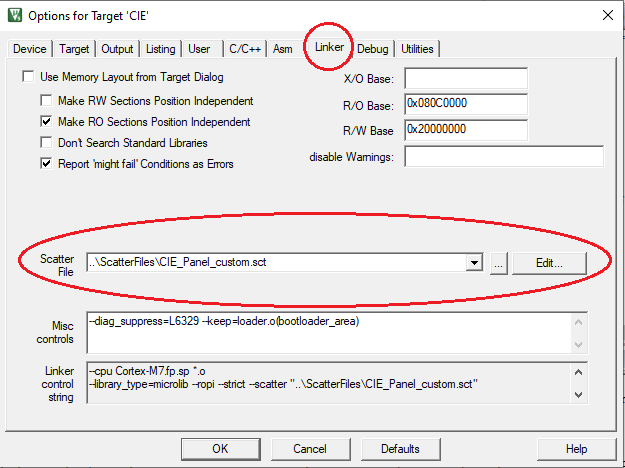 Options for Target 'CIE'
Device Target Output Listing User C/C++ Asm Linker Debug Utilities
Use Memory Layout from Target Dialog
Make RW Sections Position Independent
Make RO Sections Position Independent
Don't Search Standard Libraries
Report 'might fail' Conditions as Errors
X/O Base:
R/O Base: 0x080C0000
R/W Base 0x20000000
disable Warnings:
Scatter
File
..\ScatterFiles\CIE_Panel_custom.sct
...
Edit...
Misc
controls
--diag_suppress=L6329 --keep=loader.o(bootloader_area)
Linker
control
string
--cpu Cortex-M7.fp.sp *.o
--library_type=microlib --ropi --strict --scatter "..\ScatterFiles\CIE_Panel_custom.sct"
OK Cancel Defaults Help